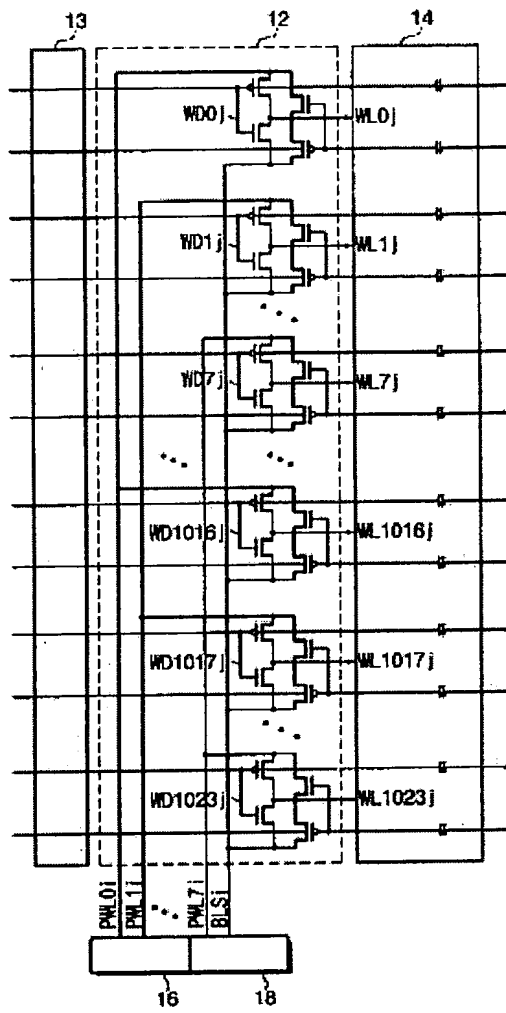 13 12 14
WD0j WL0j
WD1j WL1j
WD7j WL7j
WD1016j WL1016j
WD1017j WL1017j
WD1023j WL1023j
PWL0j PWL1j PWL7j BLSj
16 18